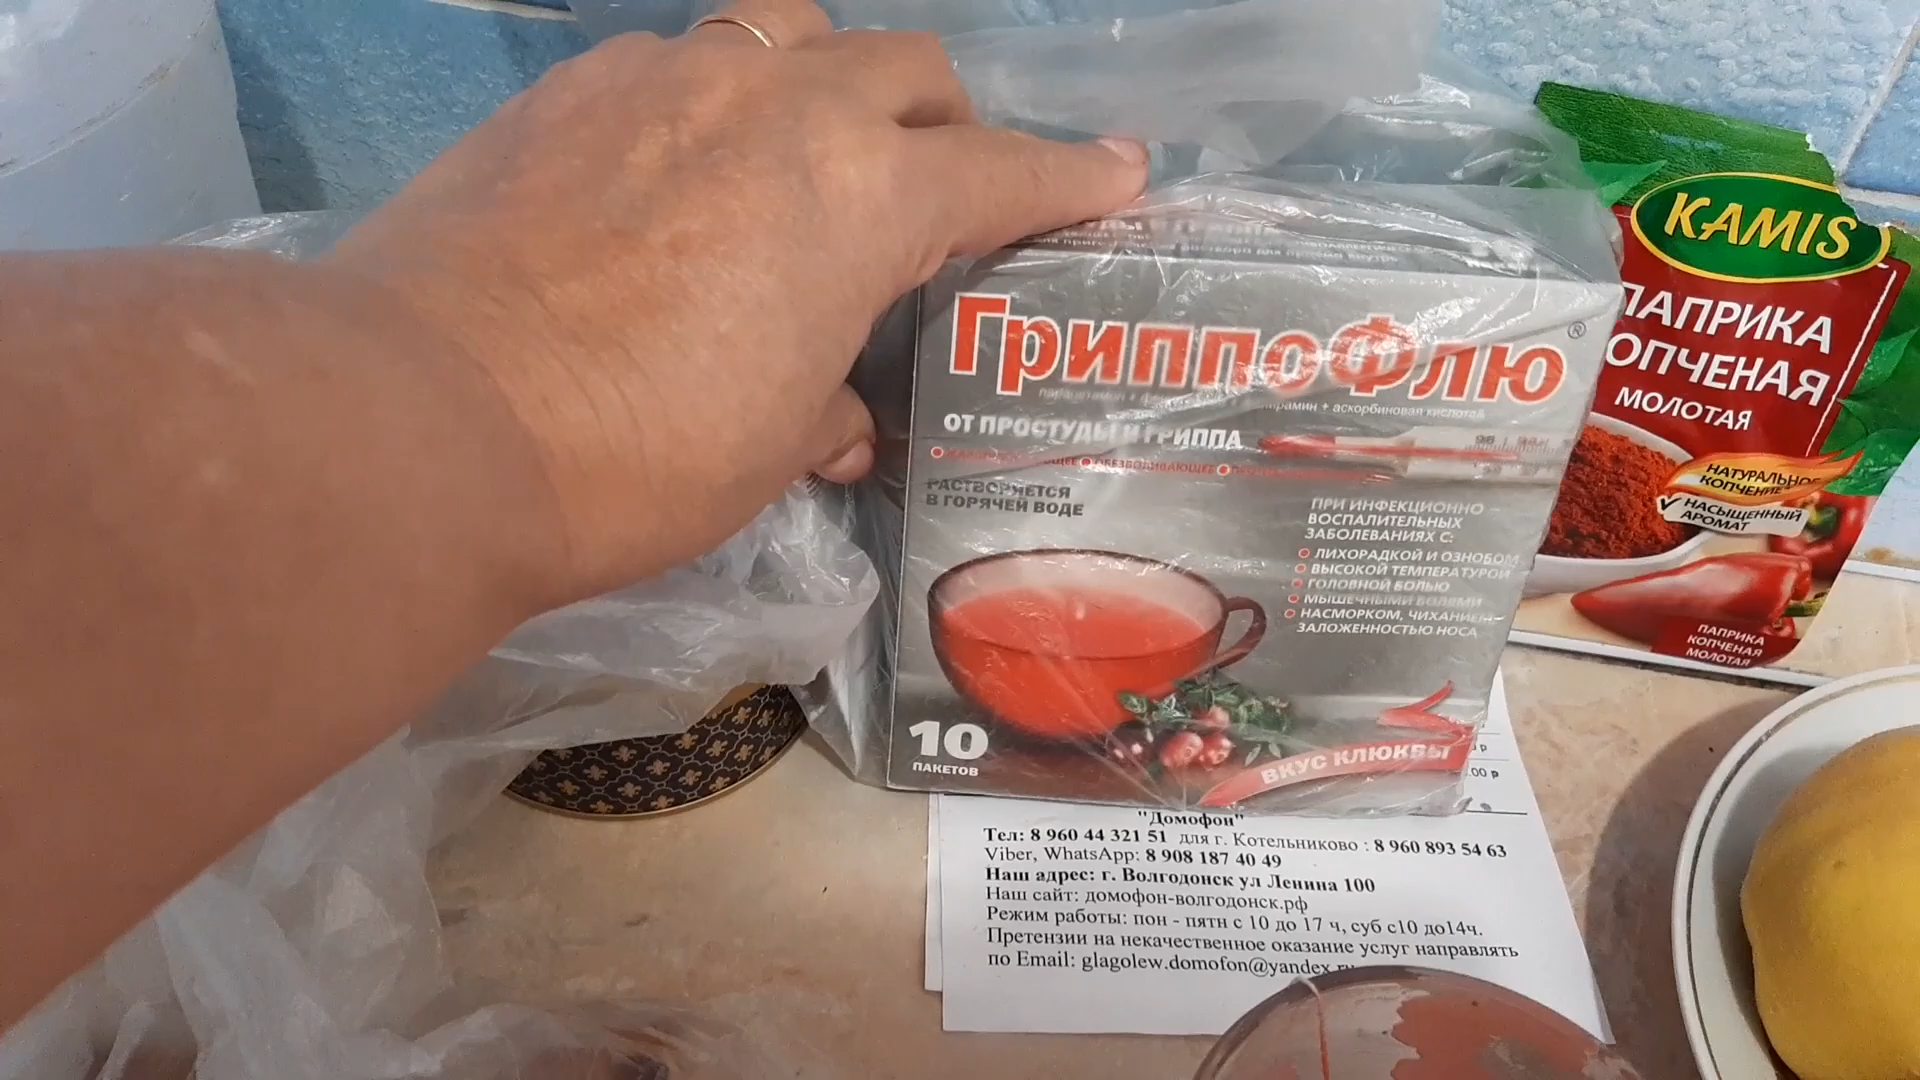 ГриппоФлю®
аскорбиновая кислота
ОТ ПРОСТУДЫ И ГРИППА
ОБЕЗБОЛИВАЮЩЕЕ
РАСТВОРЯЕТСЯ
В ГОРЯЧЕЙ ВОДЕ
ПРИ ИНФЕКЦИОННО –
ВОСПАЛИТЕЛЬНЫХ
ЗАБОЛЕВАНИЯХ С:
ЛИХОРАДКОЙ И ОЗНОБОМ
ВЫСОКОЙ ТЕМПЕРАТУРОЙ
ГОЛОВНОЙ БОЛЬЮ
МЫШЕЧНЫМИ БОЛЯМИ
НАСМОРКОМ, ЧИХАНИЕМ,
ЗАЛОЖЕННОСТЬЮ НОСА
10
ПАКЕТОВ
ВКУС КЛЮКВЫ
KAMIS
ПАПРИКА
КОПЧЕНАЯ
МОЛОТАЯ
НАТУРАЛЬНОЕ
КОПЧЕНИЕ
НАСЫЩЕННЫЙ
АРОМАТ
ПАПРИКА
КОПЧЕНАЯ
МОЛОТАЯ
"Домофон"
Тел: 8 960 44 321 51 для г. Котельниково : 8 960 893 54 63
Viber, WhatsApp: 8 908 187 40 49
Наш адрес: г. Волгодонск ул Ленина 100
Наш сайт: домофон-волгодонск.рф
Режим работы: пон - пятн с 10 до 17 ч, суб с10 до14ч.
Претензии на некачественное оказание услуг направлять
по Email: glagolew.domofon@yandex.ru